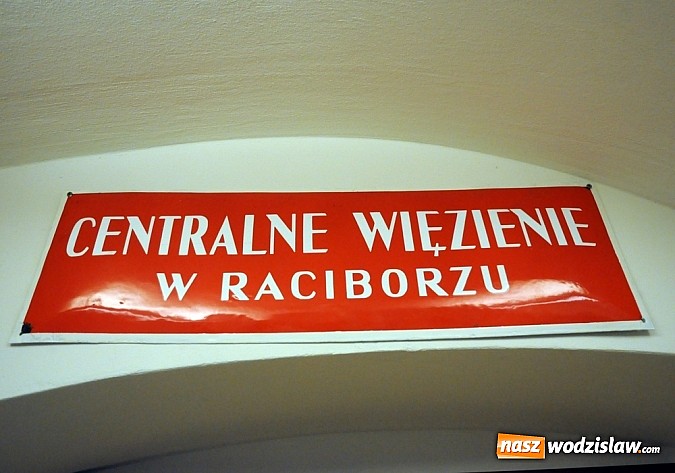 CENTRALNE WIĘZIENIE
W RACIBORZU
nasz wodzislaw.com